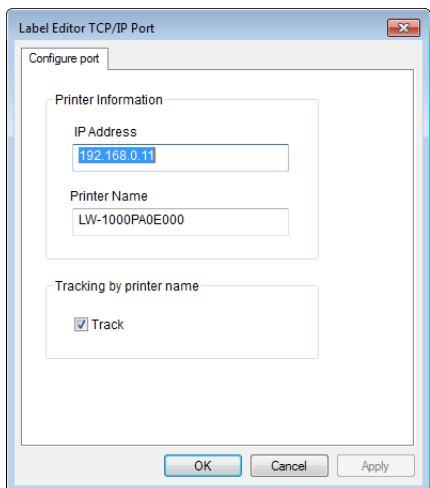 Label Editor TCP/IP Port
Configure port
Printer Information
IP Address
192.168.0.11
Printer Name
LW-1000PA0E000
Tracking by printer name
Track
OK Cancel Apply